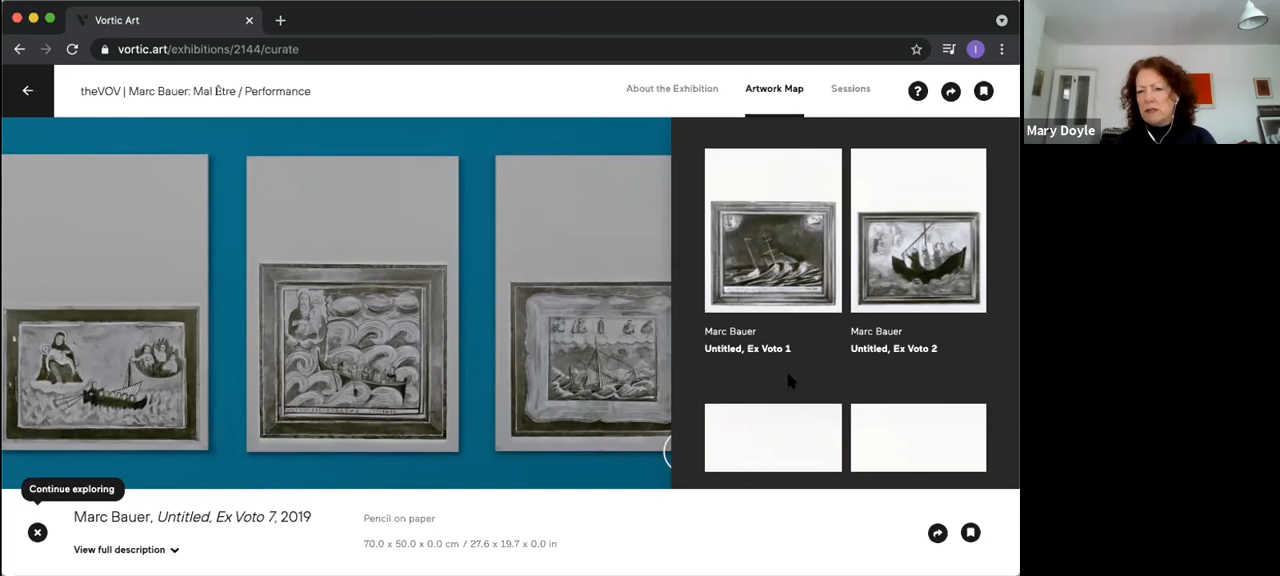 Vortic Art
vortic.art/exhibitions/2144/curate
I
theVOV | Marc Bauer: Mal Être / Performance
About the Exhibition
Artwork Map
Sessions
?
Mary Doyle
Marc Bauer
Untitled, Ex Voto 1
Marc Bauer
Untitled, Ex Voto 2
Continue exploring
Marc Bauer, Untitled, Ex Voto 7, 2019
View full description
Pencil on paper
70.0 x 50.0 x 0.0 cm / 27.6 x 19.7 x 0.0 in